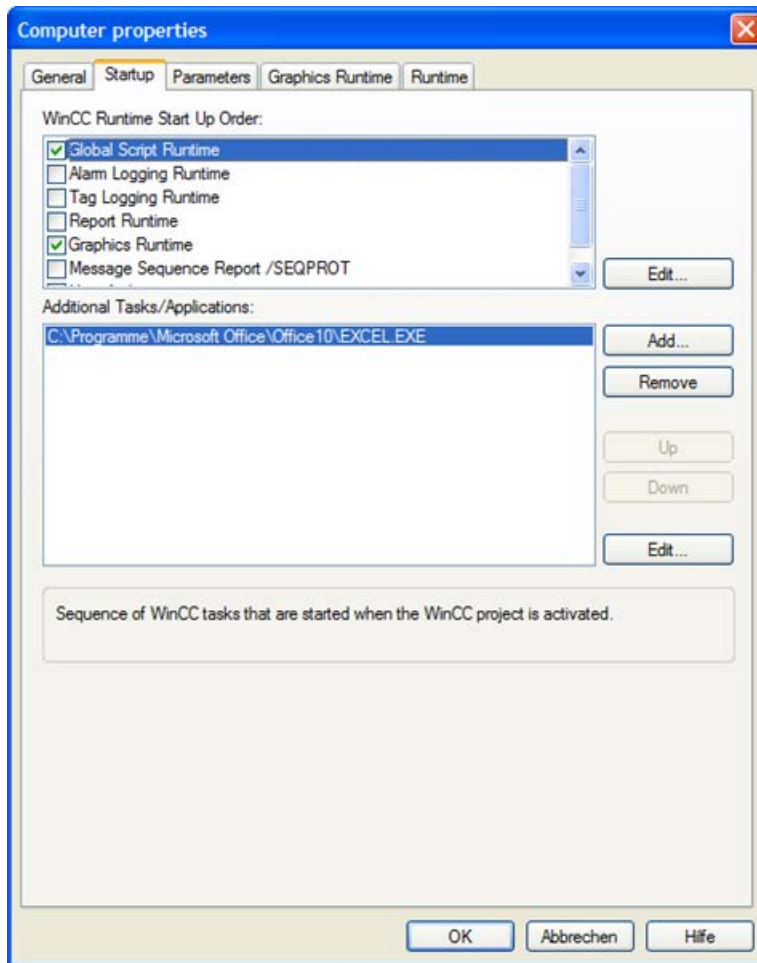 Computer properties
General Startup Parameters Graphics Runtime Runtime
WinCC Runtime Start Up Order:
Global Script Runtime
Alarm Logging Runtime
Tag Logging Runtime
Report Runtime
Graphics Runtime
Message Sequence Report /SEQPROT
Edit...
Additional Tasks/Applications:
C:\Programme\Microsoft Office\Office10\EXCEL.EXE
Add...
Remove
Up
Down
Edit...
Sequence of WinCC tasks that are started when the WinCC project is activated.
OK Abbrechen Hilfe